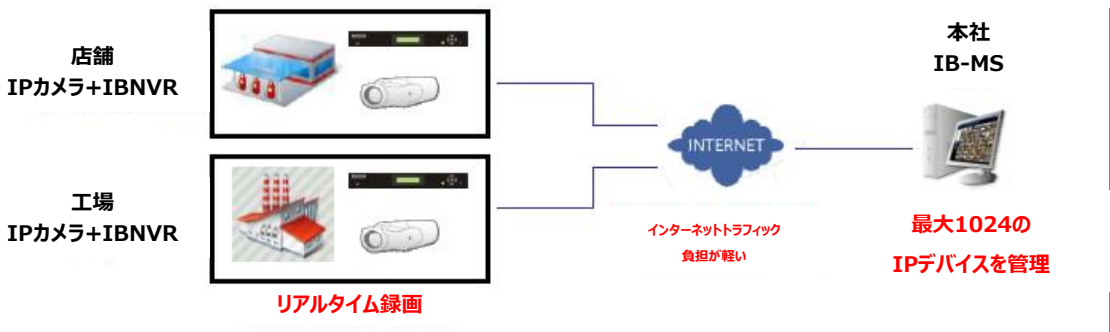 店舗
IPカメラ+IBNVR
本社
IB-MS
INTERNET
工場
IPカメラ+IBNVR
インターネットトラフィック
負担が軽い
最大1024の
IPデバイスを管理
リアルタイム録画